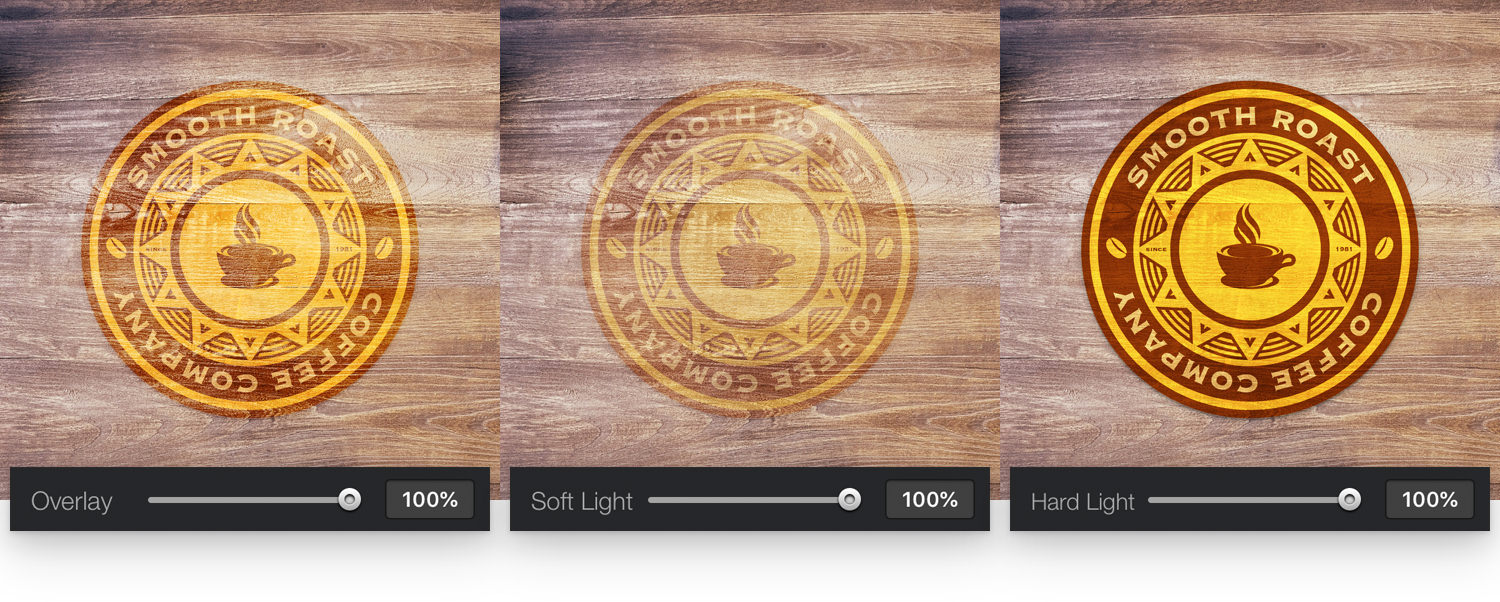 SMOOTH ROAST
SINCE 1981
COFFEE COMPANY
Overlay 100%
SMOOTH ROAST
SINCE 1981
COFFEE COMPANY
Soft Light 100%
SMOOTH ROAST
SINCE 1981
COFFEE COMPANY
Hard Light 100%